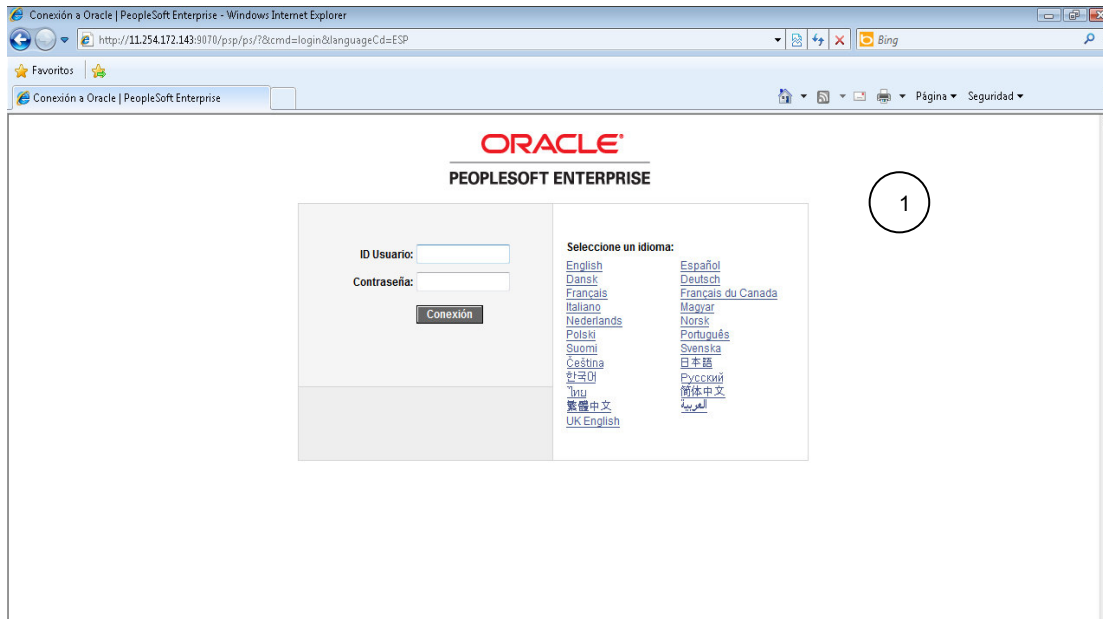 Conexión a Oracle | PeopleSoft Enterprise - Windows Internet Explorer
http://11.254.172.143:9070/psp/ps/?&cmd=login&languageCd=ESP
Bing
Favoritos
Conexión a Oracle | PeopleSoft Enterprise
Página
Seguridad
ORACLE
PEOPLESOFT ENTERPRISE
1
ID Usuario:
Contraseña:
Conexión
Seleccione un idioma:
English Español
Dansk Deutsch
Français Français du Canada
Italiano Magyar
Nederlands Norsk
Polski Português
Suomi Svenska
Čeština 日本語
한국어 Русский
ไทย 简体中文
繁體中文 العربية
UK English